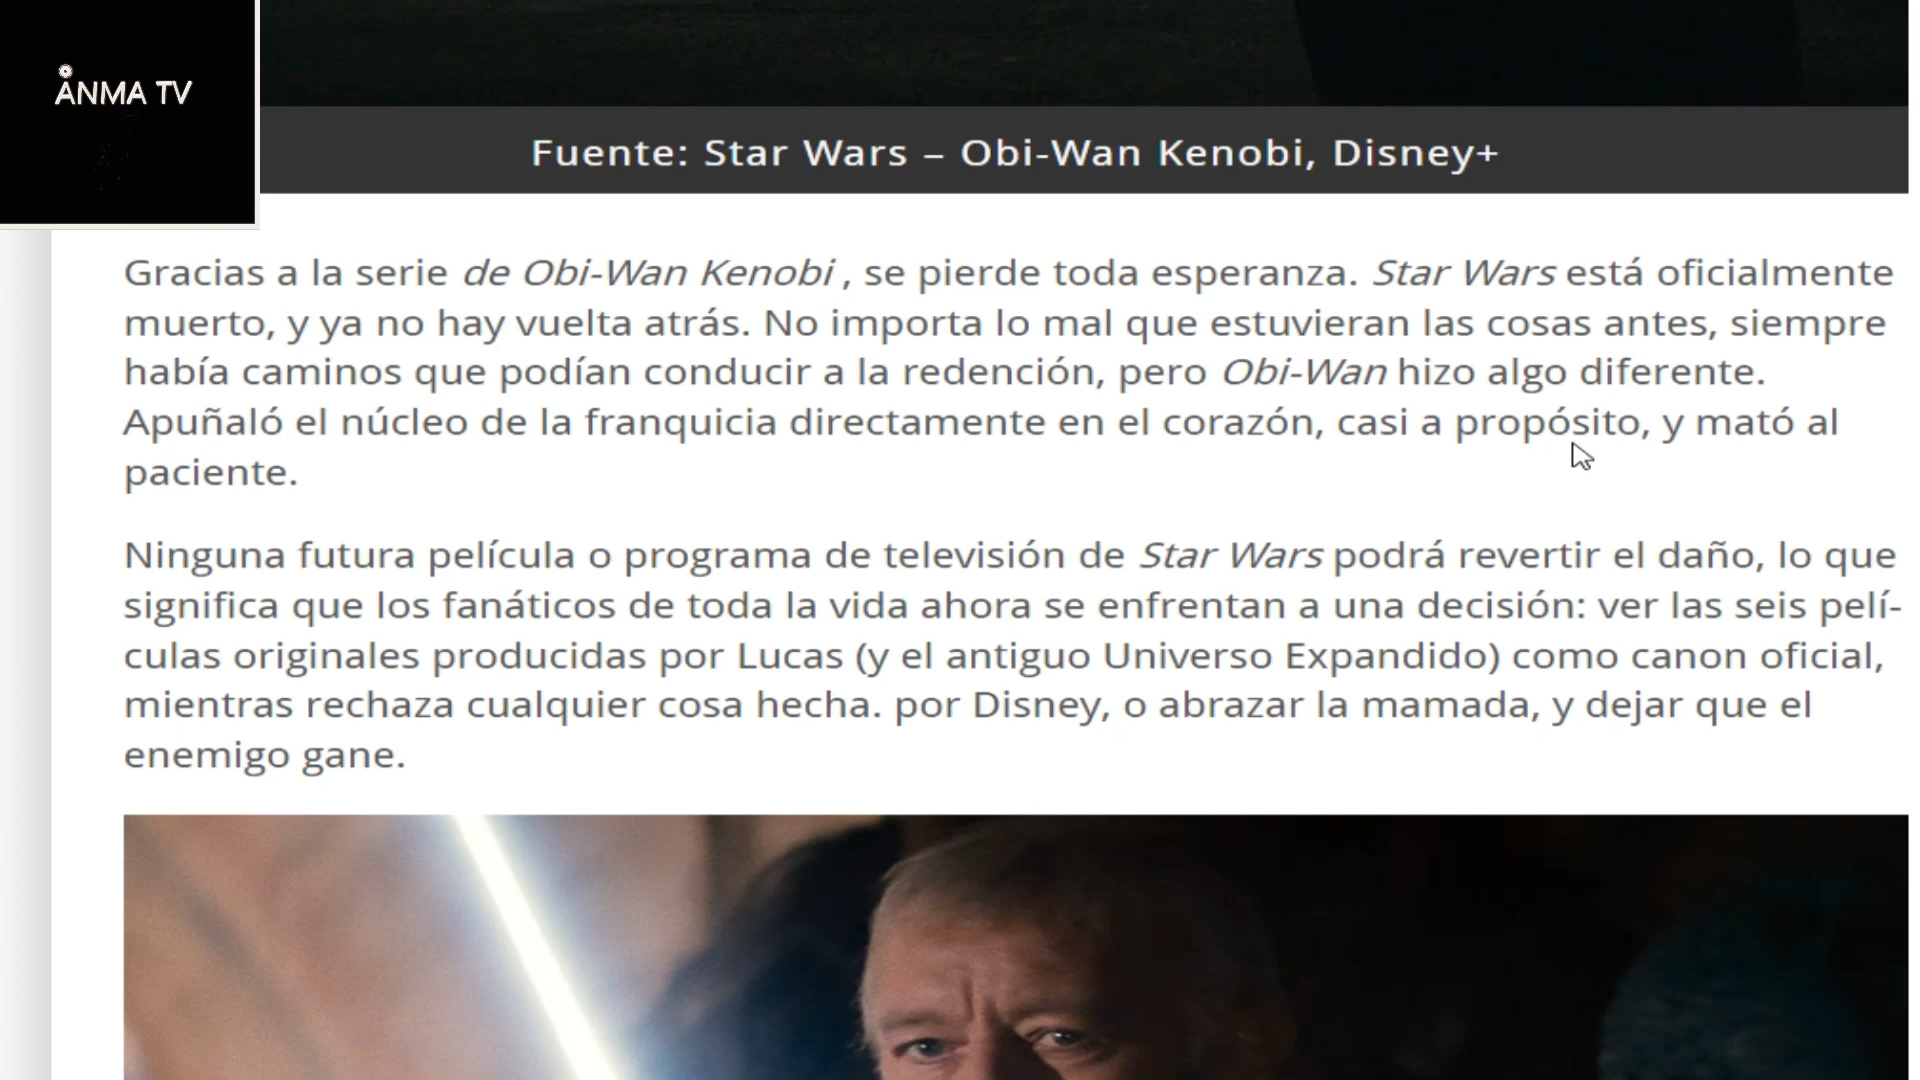 ANMA TV
Fuente: Star Wars – Obi-Wan Kenobi, Disney+
Gracias a la serie de Obi-Wan Kenobi , se pierde toda esperanza. Star Wars está oficialmente
muerto, y ya no hay vuelta atrás. No importa lo mal que estuvieran las cosas antes, siempre
había caminos que podían conducir a la redención, pero Obi-Wan hizo algo diferente.
Apuñaló el núcleo de la franquicia directamente en el corazón, casi a propósito, y mató al
paciente.
Ninguna futura película o programa de televisión de Star Wars podrá revertir el daño, lo que
significa que los fanáticos de toda la vida ahora se enfrentan a una decisión: ver las seis pelí-
culas originales producidas por Lucas (y el antiguo Universo Expandido) como canon oficial,
mientras rechaza cualquier cosa hecha. por Disney, o abrazar la mamada, y dejar que el
enemigo gane.